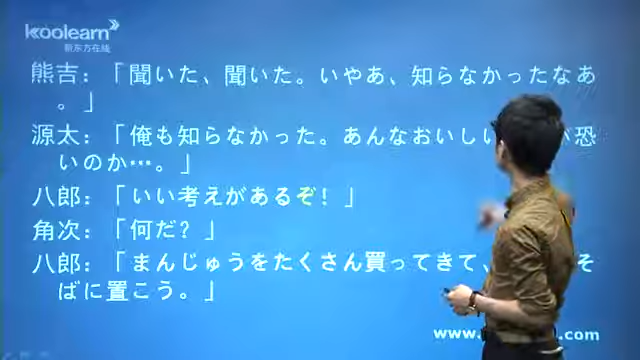 koolearn
新东方在线
熊吉：「聞いた、聞いた。いやあ、知らなかったなあ
。」
源太：「俺も知らなかった。あんなおいし 恐
いのか…。」
八郎：「いい考えがあるぞ！」
角次：「何だ？」
八郎：「まんじゅうをたくさん買ってきて、 そ
ばに置こう。」
www. .com